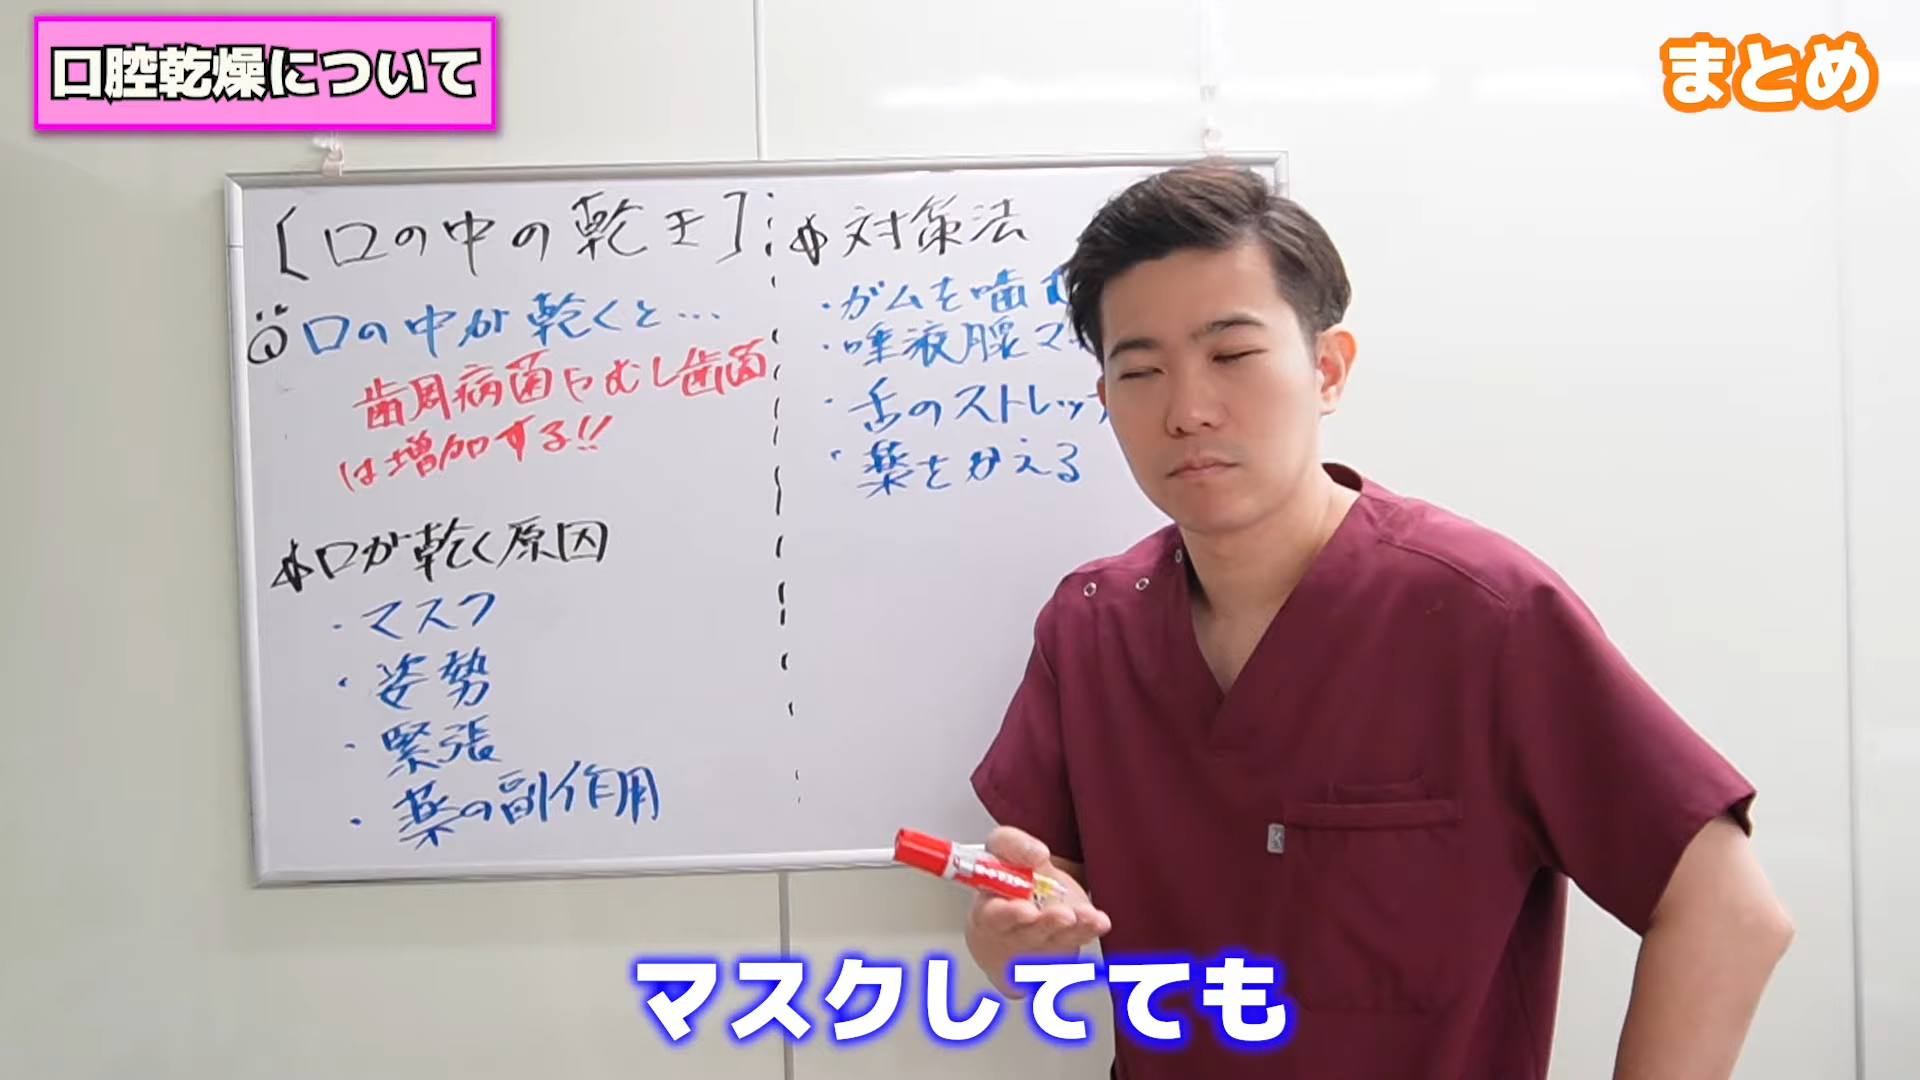 口腔乾燥について
まとめ
[口の中の乾き]
口の中が乾くと…
歯周病菌やむし歯菌
は増加する!!
口が乾く原因
・マスク
・姿勢
・緊張
・薬の副作用
対策法
・ガムを噛む
・唾液腺マ
・舌のストレッチ
・薬をかえる
マスクしてても